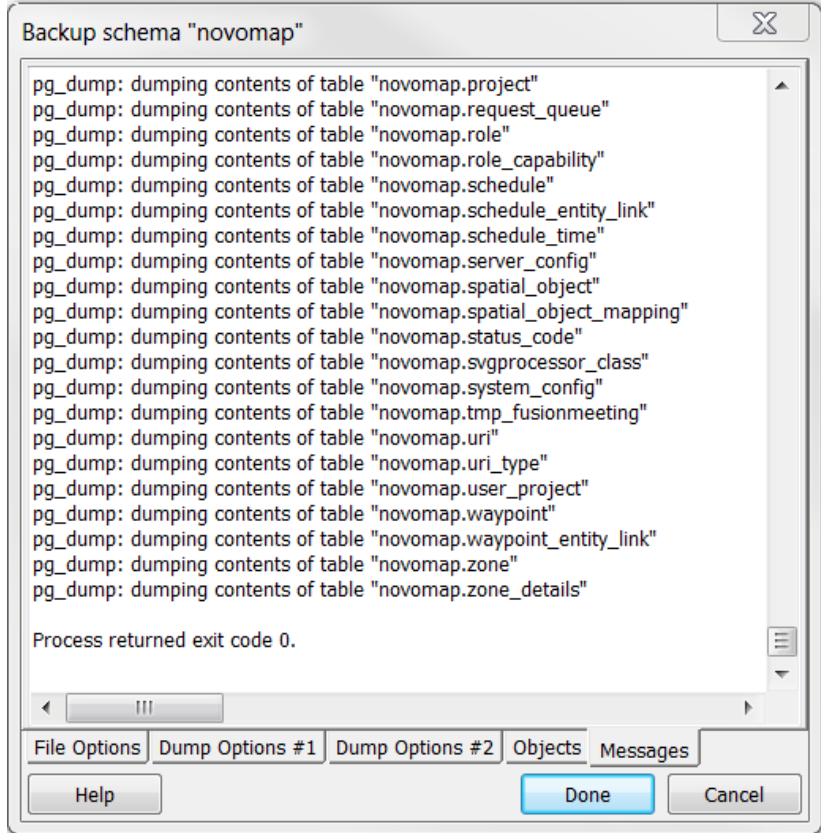 Backup schema "novomap"
pg_dump: dumping contents of table "novomap.project"
pg_dump: dumping contents of table "novomap.request_queue"
pg_dump: dumping contents of table "novomap.role"
pg_dump: dumping contents of table "novomap.role_capability"
pg_dump: dumping contents of table "novomap.schedule"
pg_dump: dumping contents of table "novomap.schedule_entity_link"
pg_dump: dumping contents of table "novomap.schedule_time"
pg_dump: dumping contents of table "novomap.server_config"
pg_dump: dumping contents of table "novomap.spatial_object"
pg_dump: dumping contents of table "novomap.spatial_object_mapping"
pg_dump: dumping contents of table "novomap.status_code"
pg_dump: dumping contents of table "novomap.svgprocessor_class"
pg_dump: dumping contents of table "novomap.system_config"
pg_dump: dumping contents of table "novomap.tmp_fusionmeeting"
pg_dump: dumping contents of table "novomap.uri"
pg_dump: dumping contents of table "novomap.uri_type"
pg_dump: dumping contents of table "novomap.user_project"
pg_dump: dumping contents of table "novomap.waypoint"
pg_dump: dumping contents of table "novomap.waypoint_entity_link"
pg_dump: dumping contents of table "novomap.zone"
pg_dump: dumping contents of table "novomap.zone_details"
Process returned exit code 0.
File Options Dump Options #1 Dump Options #2 Objects Messages
Help Done Cancel